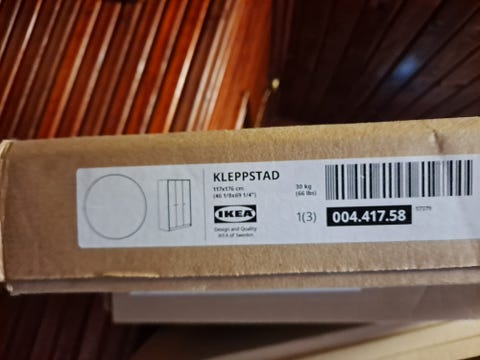 KLEPPSTAD
117x176 cm
(46 1/8x69 1/4")
30 kg
(66 lbs)
IKEA
1(3) 004.417.58
Design and Quality
IKEA of Sweden